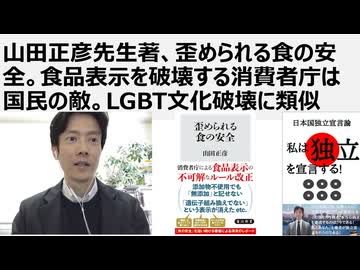 山田正彦先生著、歪められる食の安
全。食品表示を破壊する消費者庁は
国民の敵。LGBT文化破壊に類似
歪められる
食の安全
山田正彦
消費者庁による食品表示の
不可解なルール改正
添加物不使用でも
「無添加」と記せない
「遺伝子組み換えでない」
という表示が消えた etc.
日本国独立宣言論
私は独立
を宣言する!